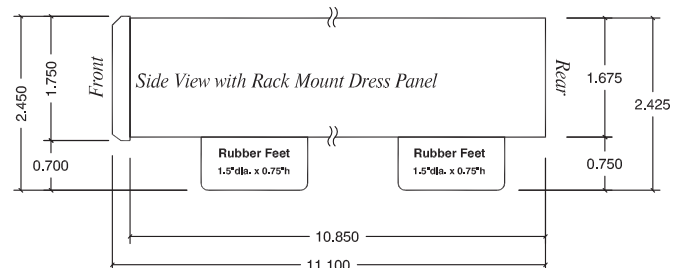 2.450
1.750
0.700
Front
Side View with Rack Mount Dress Panel
Rear
1.675
2.425
0.750
Rubber Feet
1.5"dia. x 0.75"h
Rubber Feet
1.5"dia. x 0.75"h
10.850
11.100